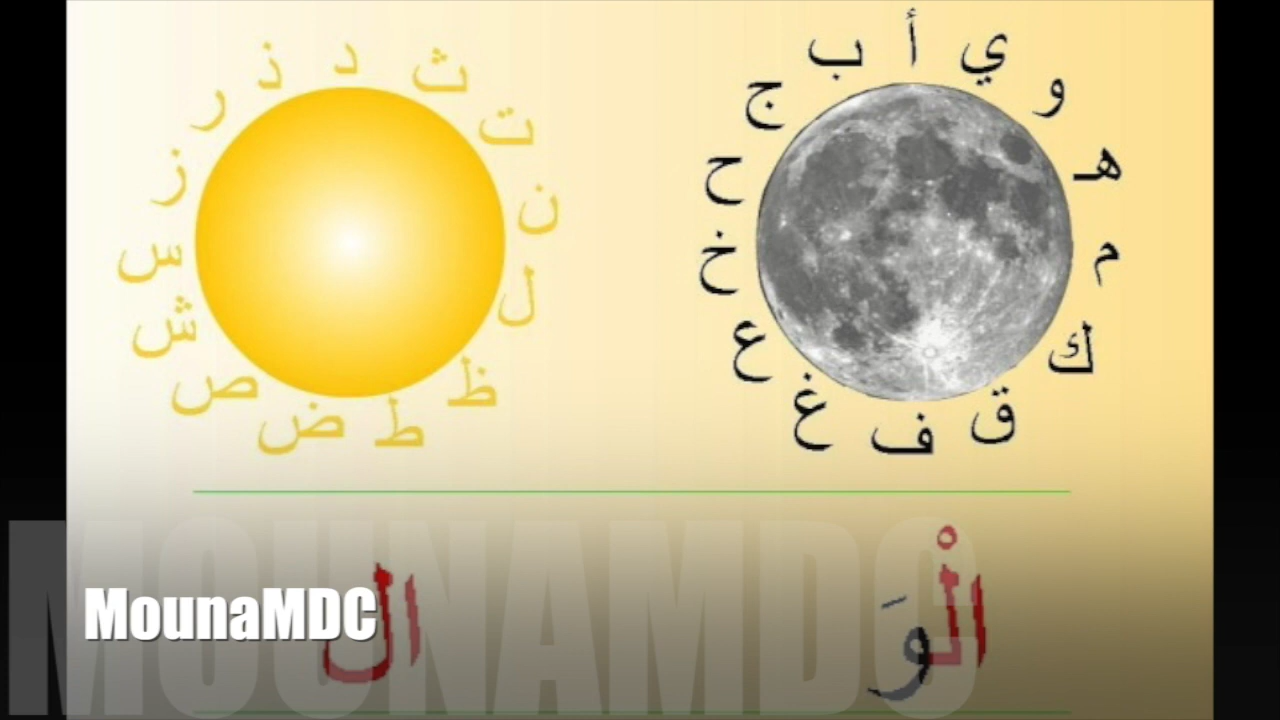 ث د ذ ر ز س ش ص ض ط ظ ل ن ت
أ ب ج ح خ ع غ ف ق ك م هـ و ي
الْوَ
ال
MounaMDC
MOUNAMDC